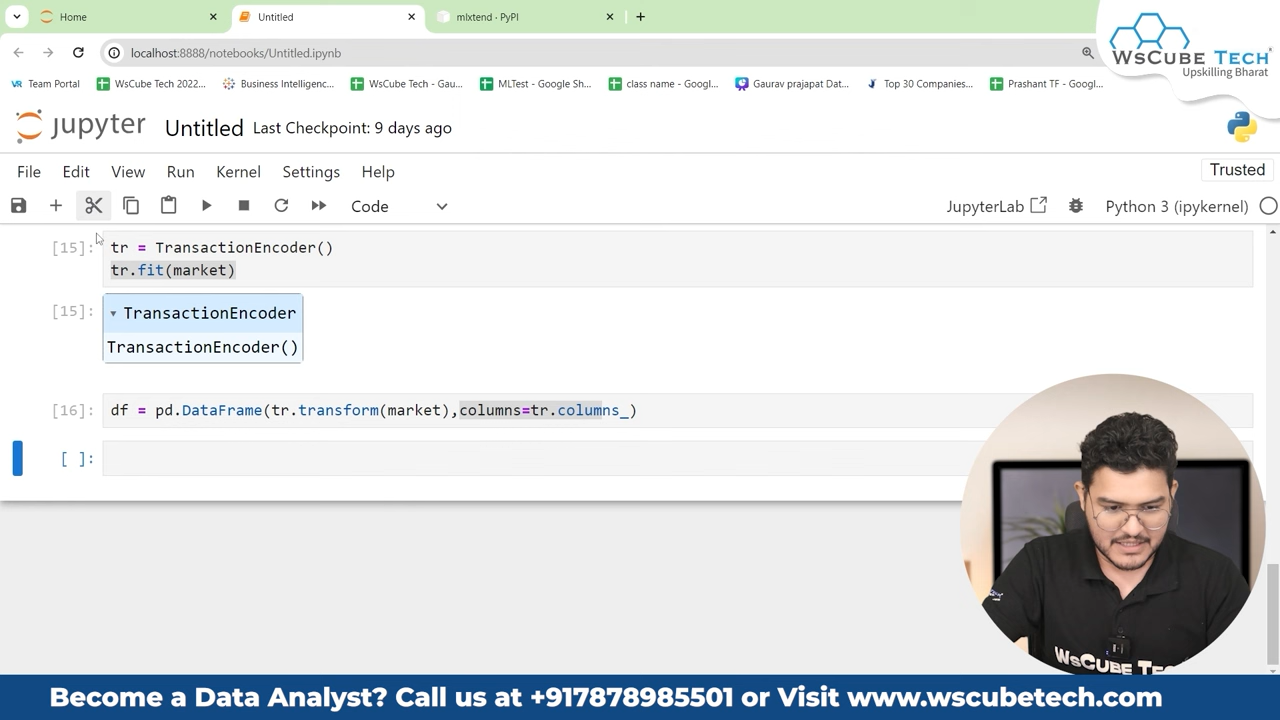 Home
Untitled
mlxtend · PyPI
localhost:8888/notebooks/Untitled.ipynb
WsCube Tech
Upskilling Bharat
Team Portal
WsCube Tech 2022...
Business Intelligenc...
WsCube Tech - Gau...
MLTest - Google Sh...
class name - Googl...
Gaurav prajapat Dat...
Top 30 Companies...
Prashant TF - Googl...
jupyter Untitled Last Checkpoint: 9 days ago
File Edit View Run Kernel Settings Help
Trusted
Code
JupyterLab
Python 3 (ipykernel)
[15]: tr = TransactionEncoder()
tr.fit(market)
[15]: TransactionEncoder
TransactionEncoder()
[16]: df = pd.DataFrame(tr.transform(market),columns=tr.columns_)
[ ]:
WsCube Tec
Become a Data Analyst? Call us at +917878985501 or Visit www.wscubetech.com